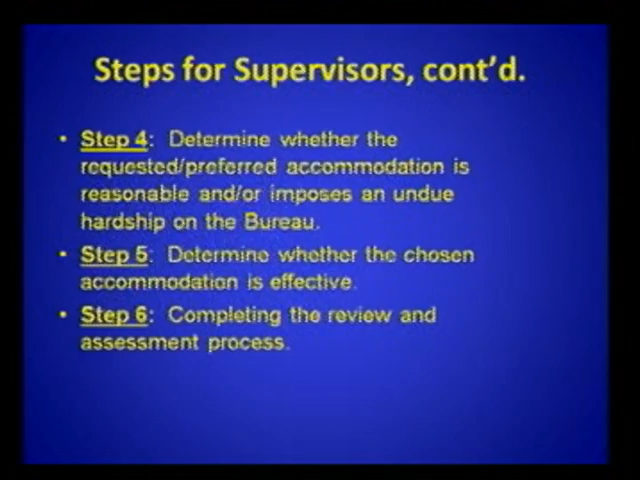 Steps for Supervisors, cont'd.
• Step 4: Determine whether the
requested/preferred accommodation is
reasonable and/or imposes an undue
hardship on the Bureau.
• Step 5: Determine whether the chosen
accommodation is effective.
• Step 6: Completing the review and
assessment process.